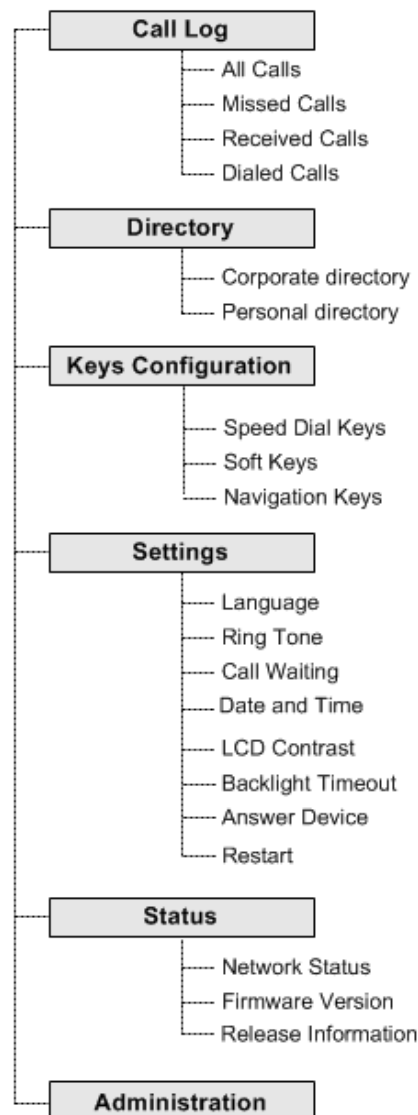 Call Log
All Calls
Missed Calls
Received Calls
Dialed Calls
Directory
Corporate directory
Personal directory
Keys Configuration
Speed Dial Keys
Soft Keys
Navigation Keys
Settings
Language
Ring Tone
Call Waiting
Date and Time
LCD Contrast
Backlight Timeout
Answer Device
Restart
Status
Network Status
Firmware Version
Release Information
Administration